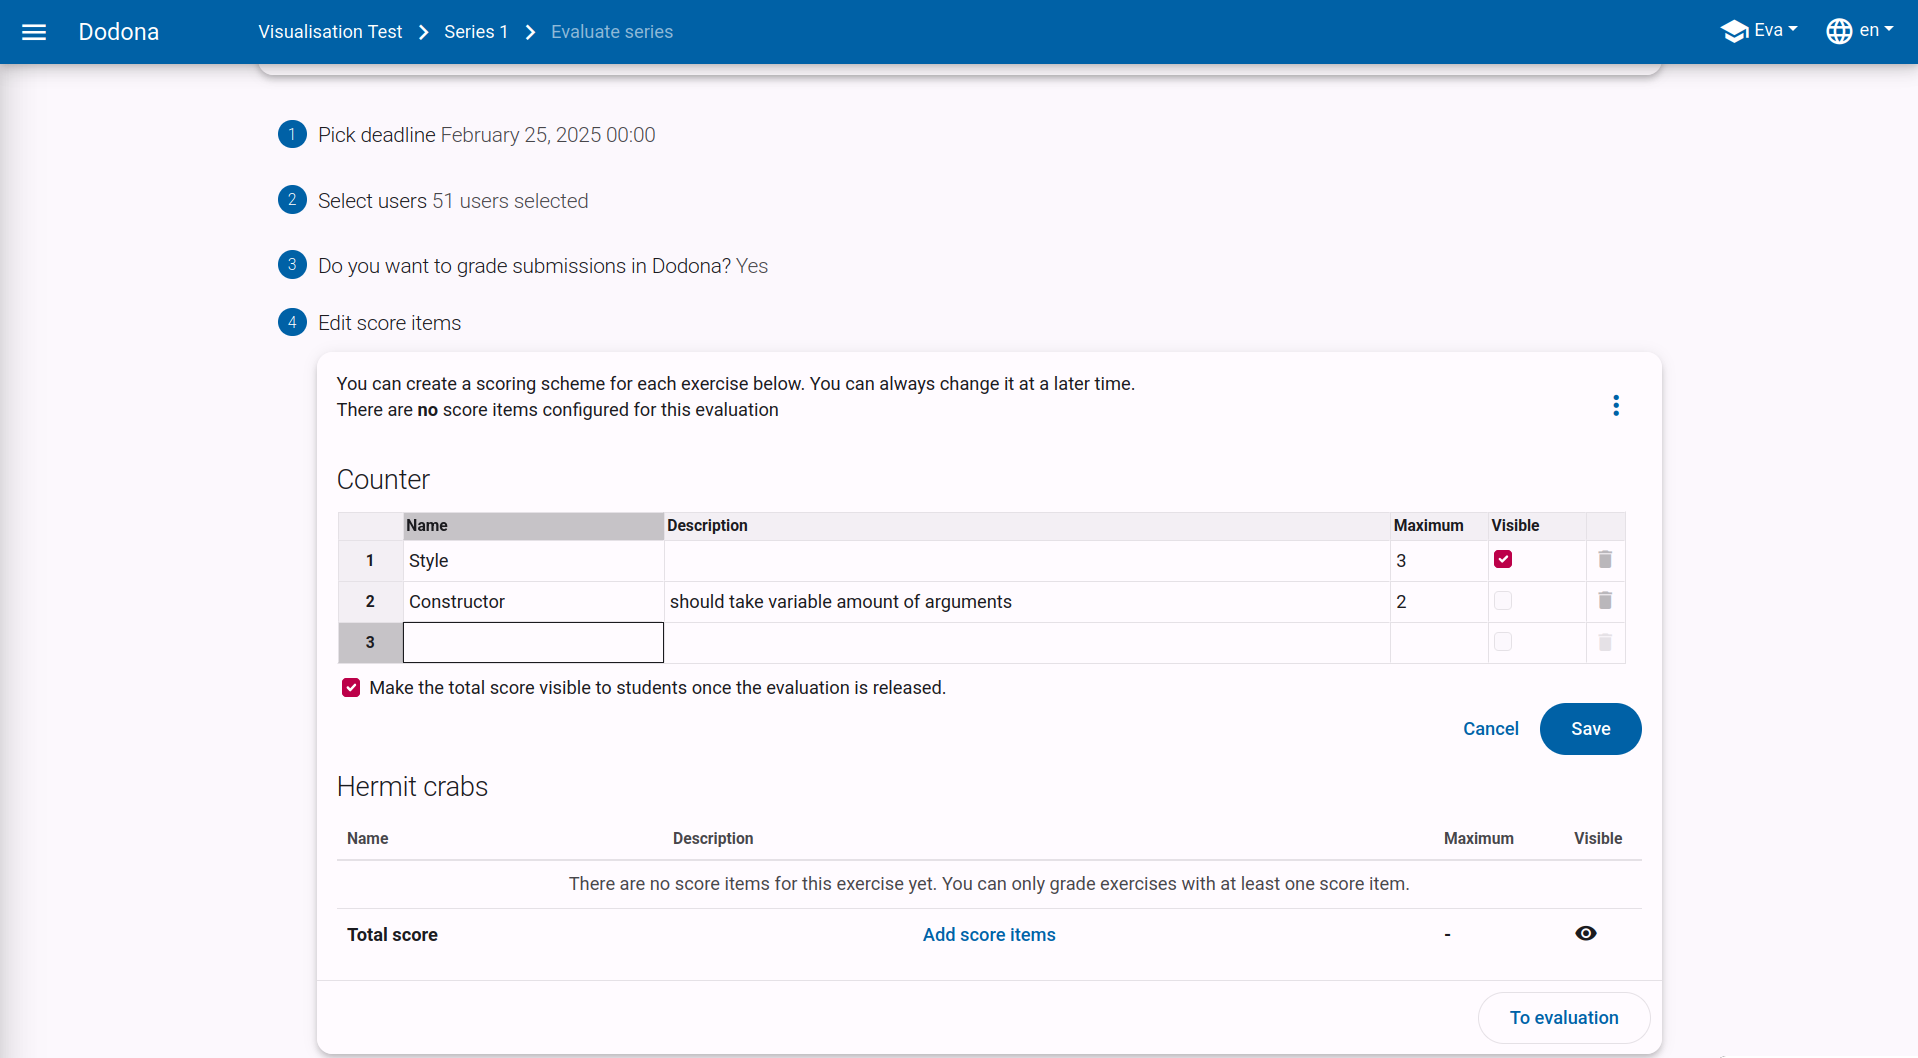 Dodona
Visualisation Test
Series 1
Evaluate series
Eva
en
1 Pick deadline February 25, 2025 00:00
2 Select users 51 users selected
3 Do you want to grade submissions in Dodona? Yes
4 Edit score items
You can create a scoring scheme for each exercise below. You can always change it at a later time.
There are no score items configured for this evaluation
Counter
Name Description Maximum Visible
1 Style 3
2 Constructor should take variable amount of arguments 2
3
Make the total score visible to students once the evaluation is released.
Cancel Save
Hermit crabs
Name Description Maximum Visible
There are no score items for this exercise yet. You can only grade exercises with at least one score item.
Total score Add score items -
To evaluation